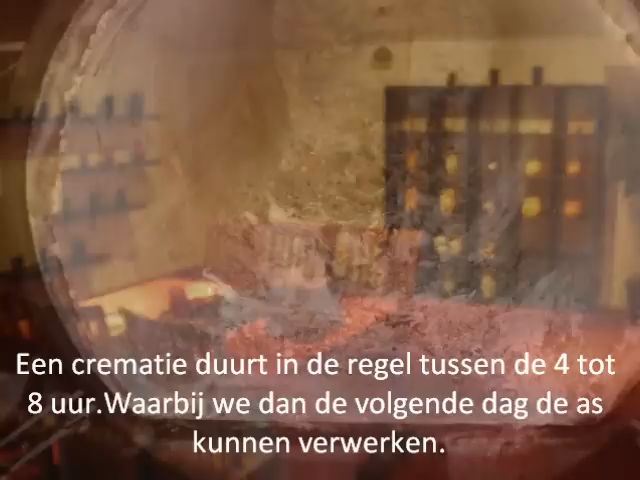 Een crematie duurt in de regel tussen de 4 tot
8 uur.Waarbij we dan de volgende dag de as
kunnen verwerken.